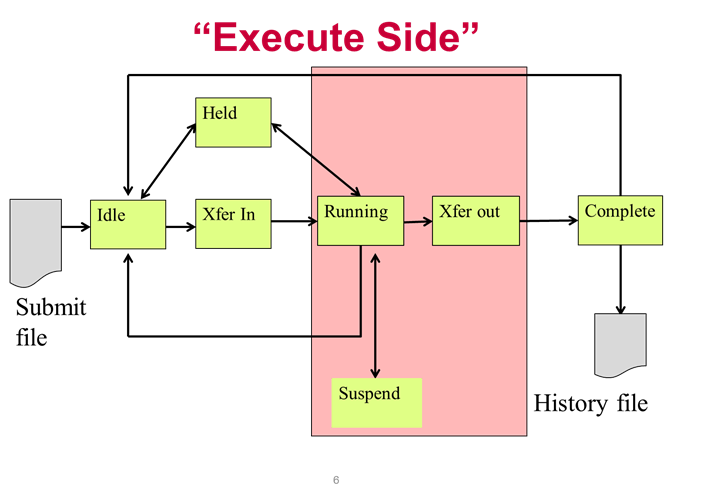 “Execute Side”
Held
Idle
Xfer In
Running
Xfer out
Complete
Submit
file
Suspend
History file
6